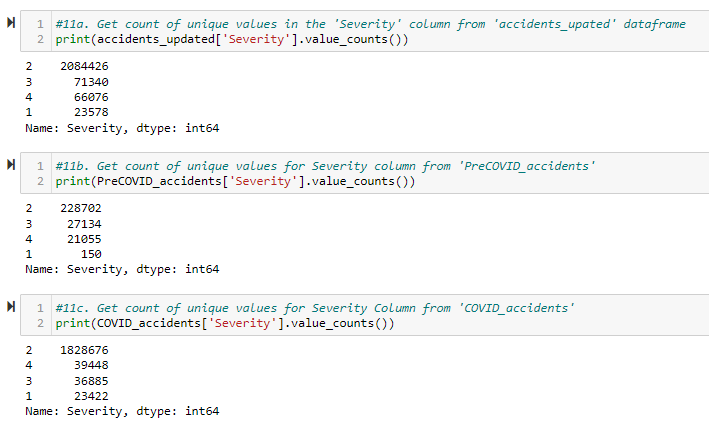 1 #11a. Get count of unique values in the 'Severity' column from 'accidents_upated' dataframe
2 print(accidents_updated['Severity'].value_counts())
2 2084426
3 71340
4 66076
1 23578
Name: Severity, dtype: int64
1 #11b. Get count of unique values for Severity column from 'PreCOVID_accidents'
2 print(PreCOVID_accidents['Severity'].value_counts())
2 228702
3 27134
4 21055
1 150
Name: Severity, dtype: int64
1 #11c. Get count of unique values for Severity Column from 'COVID_accidents'
2 print(COVID_accidents['Severity'].value_counts())
2 1828676
4 39448
3 36885
1 23422
Name: Severity, dtype: int64